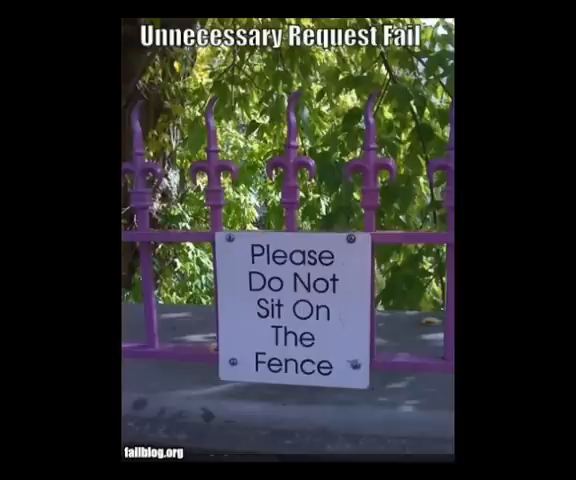 Unnecessary Request Fail
Please
Do Not
Sit On
The
Fence
failblog.org